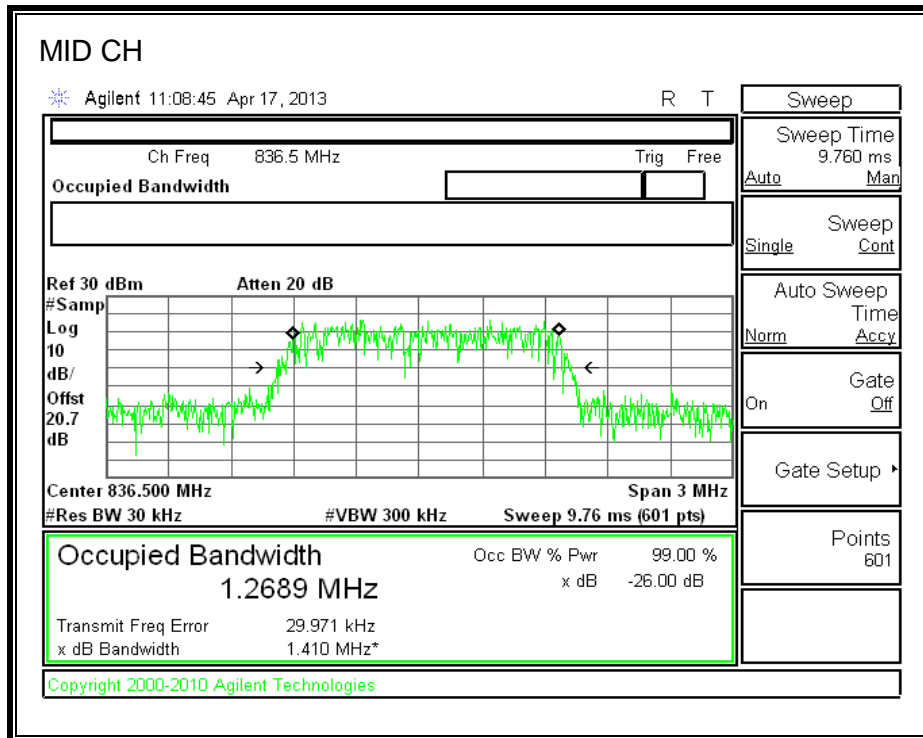 MID CH
Agilent 11:08:45 Apr 17, 2013 R T
Ch Freq 836.5 MHz Trig Free
Occupied Bandwidth
Ref 30 dBm Atten 20 dB
#Samp
Log
10
dB/
Offst
20.7
dB
Center 836.500 MHz Span 3 MHz
#Res BW 30 kHz #VBW 300 kHz Sweep 9.76 ms (601 pts)
Occupied Bandwidth Occ BW % Pwr 99.00 %
1.2689 MHz x dB -26.00 dB
Transmit Freq Error 29.971 kHz
x dB Bandwidth 1.410 MHz*
Copyright 2000-2010 Agilent Technologies
Sweep
Sweep Time
9.760 ms
Auto Man
Sweep
Single Cont
Auto Sweep
Time
Norm Accy
Gate
On Off
Gate Setup
Points
601